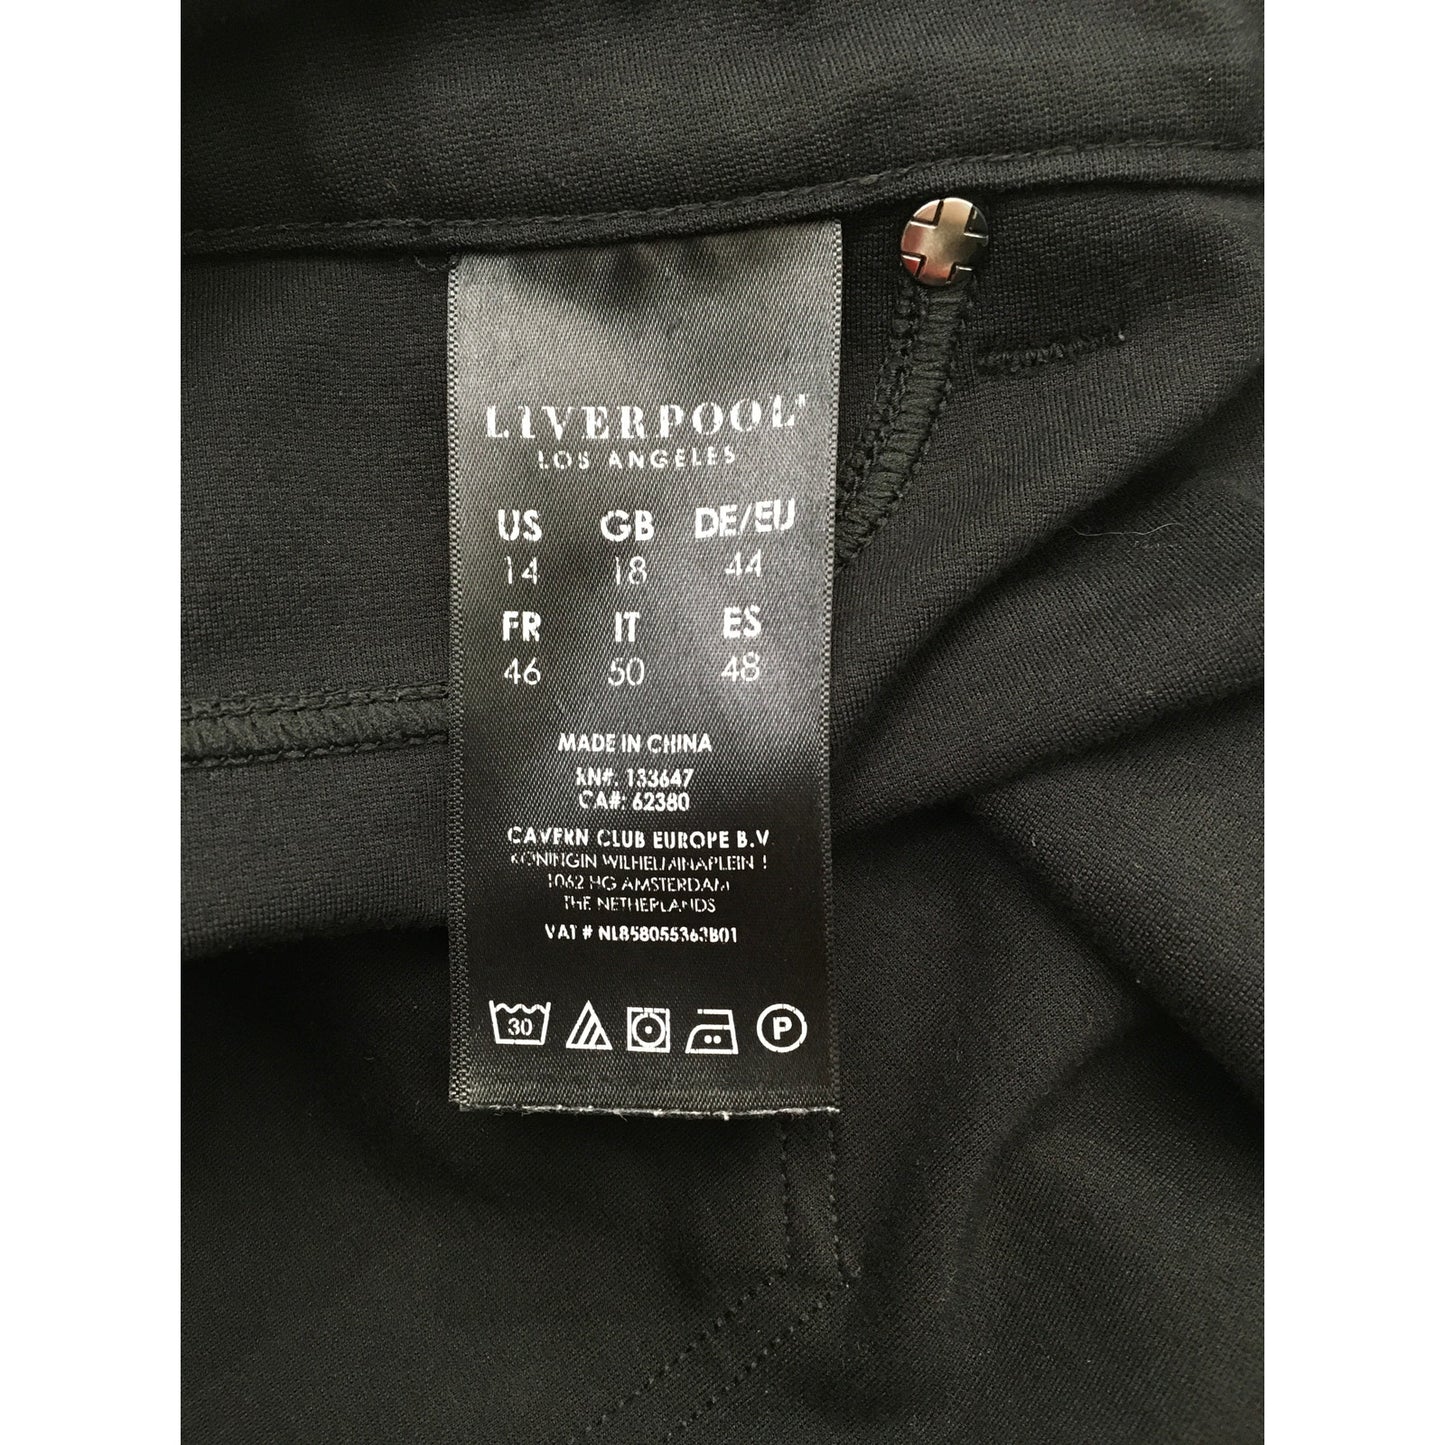 LIVERPOOL
LOS ANGELES
US GB DE/EU
14 18 44
FR IT ES
46 50 48
MADE IN CHINA
RN#: 133647
CA#: 62380
CAVERN CLUB EUROPE B.V.
KONINGIN WILHELMINAPLEIN 1
1062 HG AMSTERDAM
THE NETHERLANDS
VAT # NL858055363B01
30 P